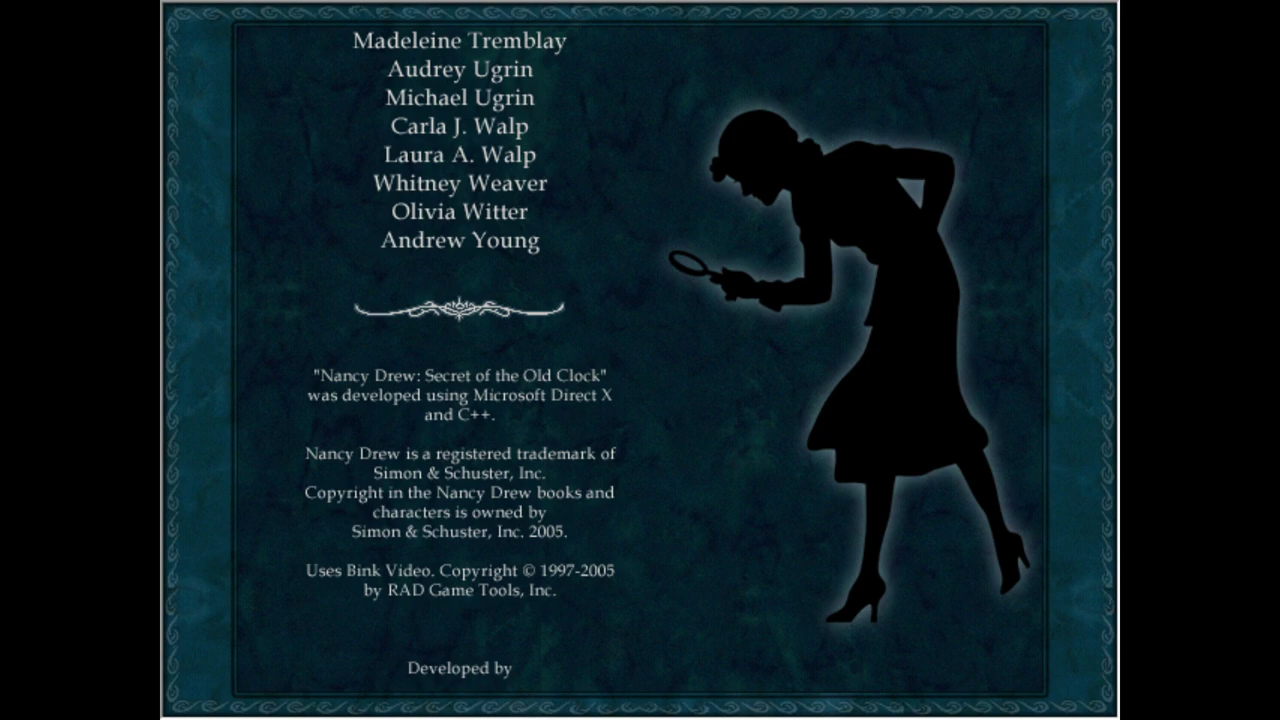 Madeleine Tremblay
Audrey Ugrin
Michael Ugrin
Carla J. Walp
Laura A. Walp
Whitney Weaver
Olivia Witter
Andrew Young
"Nancy Drew: Secret of the Old Clock"
was developed using Microsoft Direct X
and C++.
Nancy Drew is a registered trademark of
Simon & Schuster, Inc.
Copyright in the Nancy Drew books and
characters is owned by
Simon & Schuster, Inc. 2005.
Uses Bink Video. Copyright © 1997-2005
by RAD Game Tools, Inc.
Developed by